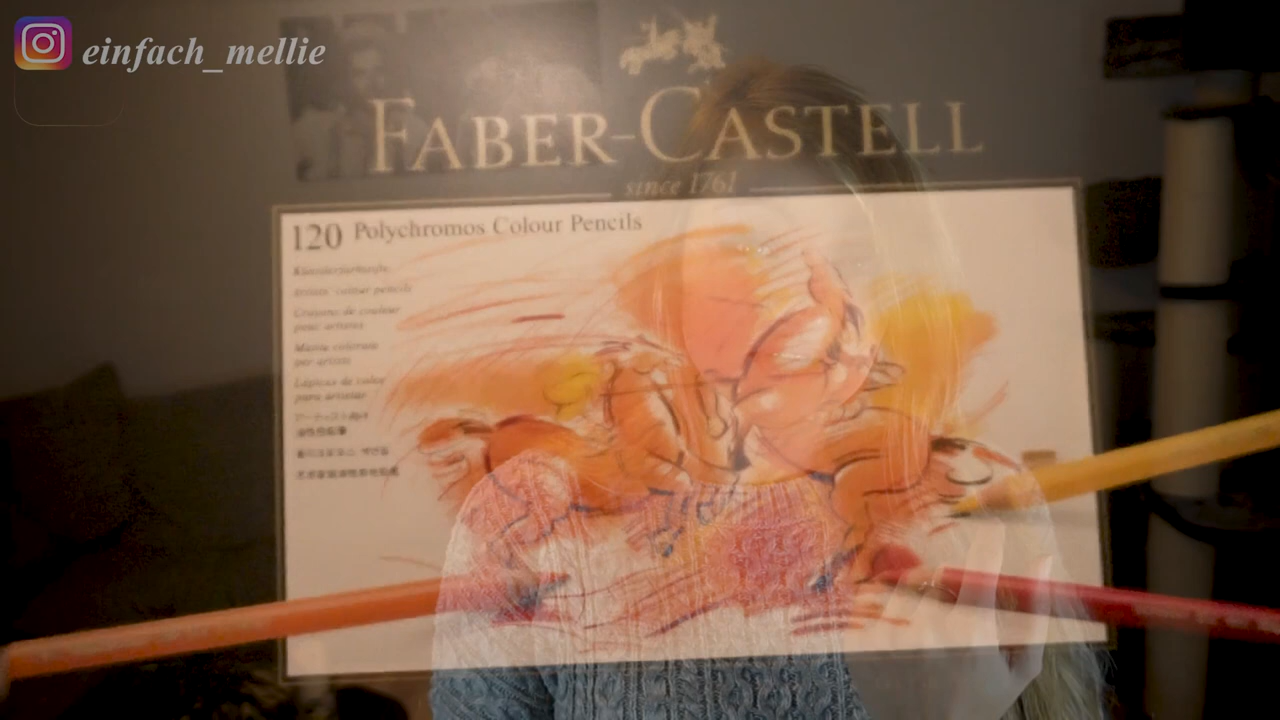 einfach_mellie
FABER-CASTELL
since 1761
120 Polychromos Colour Pencils
Künstlerfarbstifte
Artists' colour pencils
Crayons de couleur
pour artistes
Matite colorate
per artisti
Lápices de color
para artistas